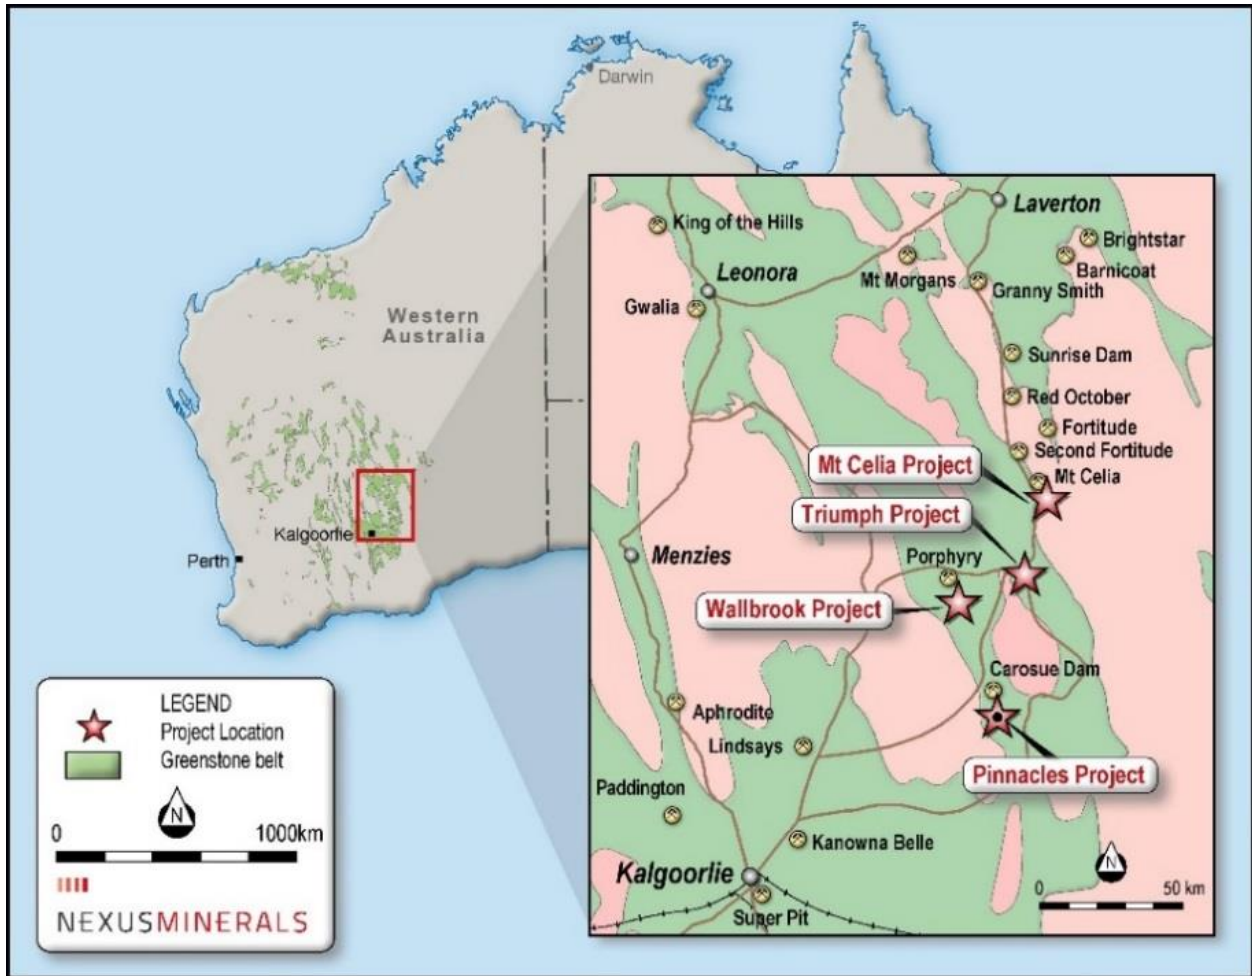 Darwin
Western
Australia
Kalgoorlie
Perth
King of the Hills
Laverton
Brightstar
Barnicoat
Mt Morgans
Leonora
Granny Smith
Gwalia
Sunrise Dam
Red October
Fortitude
Second Fortitude
Mt Celia Project
Mt Celia
Triumph Project
Menzies
Porphyry
Wallbrook Project
Carosue Dam
Aphrodite
Lindsays
Pinnacles Project
Paddington
Kanowna Belle
Kalgoorlie
Super Pit
N
0 50 km
LEGEND
Project Location
Greenstone belt
N
0 1000km
NEXUSMINERALS